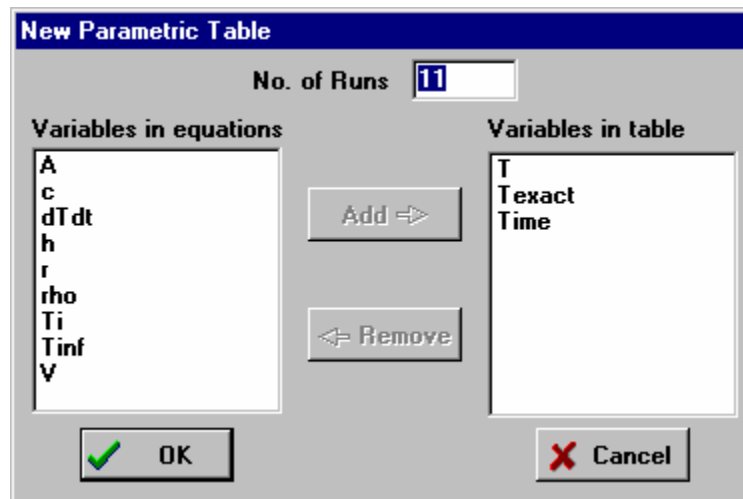 New Parametric Table
No. of Runs 11
Variables in equations
A
c
dTdt
h
r
rho
Ti
Tinf
V
Add
Remove
Variables in table
T
Texact
Time
OK
Cancel